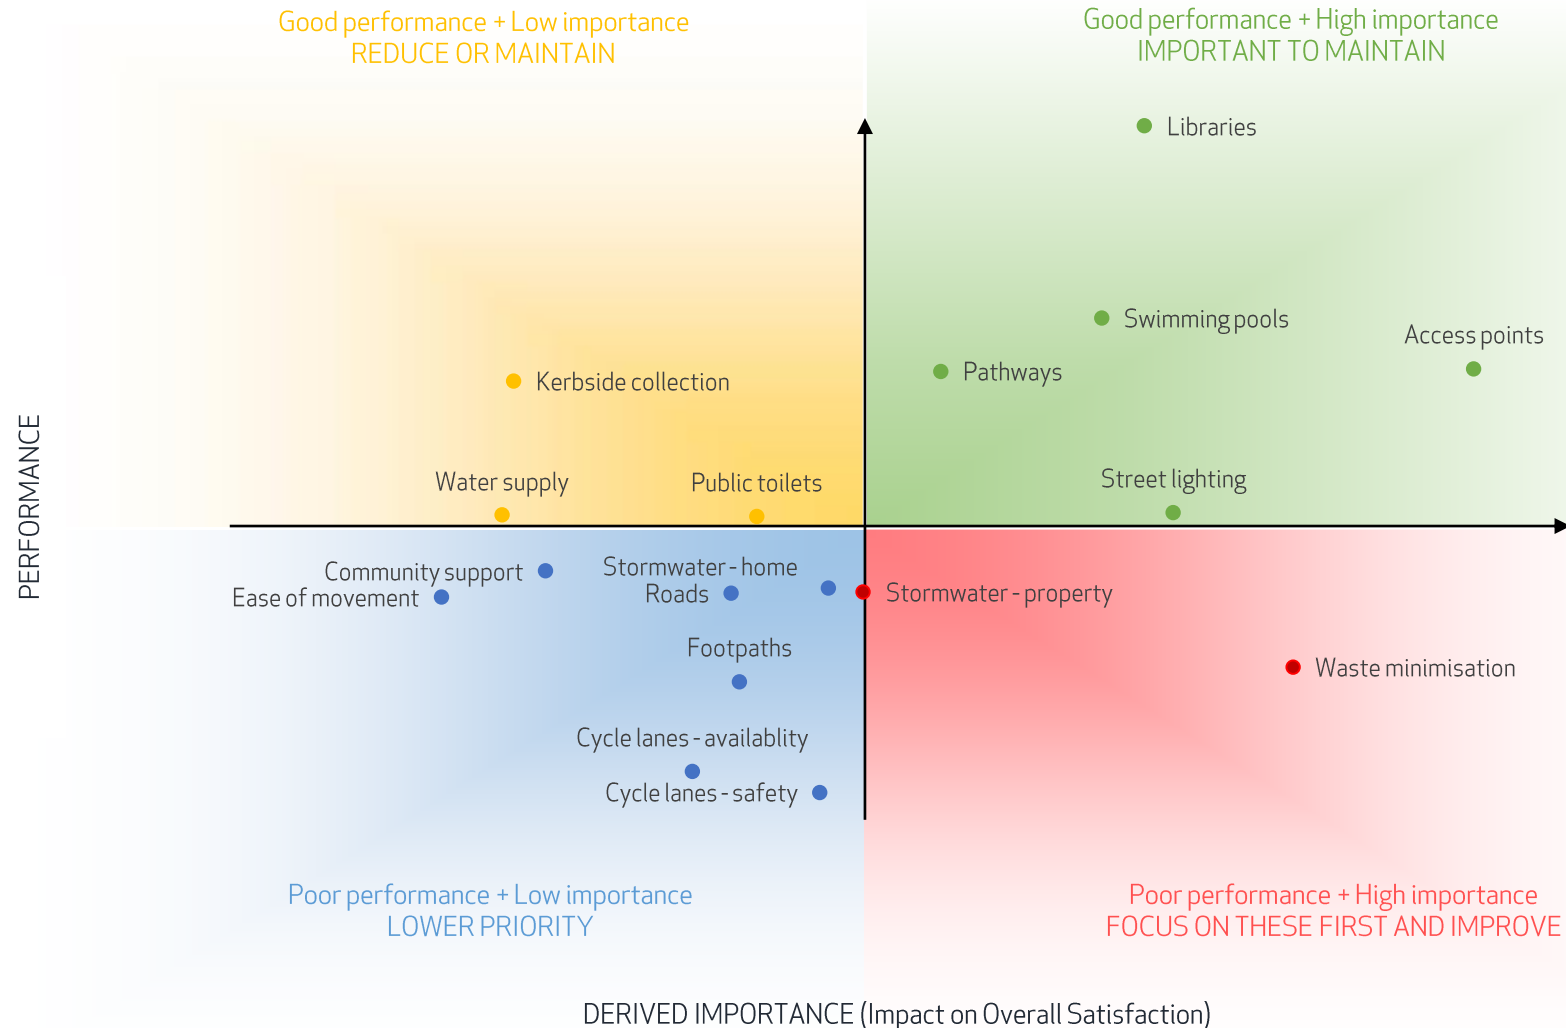 Good performance + Low importance
REDUCE OR MAINTAIN
Good performance + High importance
IMPORTANT TO MAINTAIN
Libraries
Swimming pools
Access points
Pathways
Kerbside collection
Water supply
Public toilets
Street lighting
PERFORMANCE
Community support
Stormwater - home
Ease of movement
Roads
Stormwater - property
Footpaths
Waste minimisation
Cycle lanes - availablity
Cycle lanes - safety
Poor performance + Low importance
LOWER PRIORITY
Poor performance + High importance
FOCUS ON THESE FIRST AND IMPROVE
DERIVED IMPORTANCE (Impact on Overall Satisfaction)